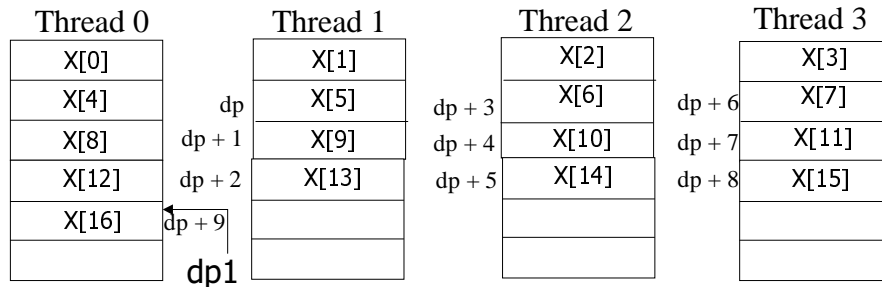 Thread 0 Thread 1 Thread 2 Thread 3
X[0] X[1] X[2] X[3]
X[4] dp X[5] dp + 3 X[6] dp + 6 X[7]
X[8] dp + 1 X[9] dp + 4 X[10] dp + 7 X[11]
X[12] dp + 2 X[13] dp + 5 X[14] dp + 8 X[15]
X[16] dp + 9
dp1